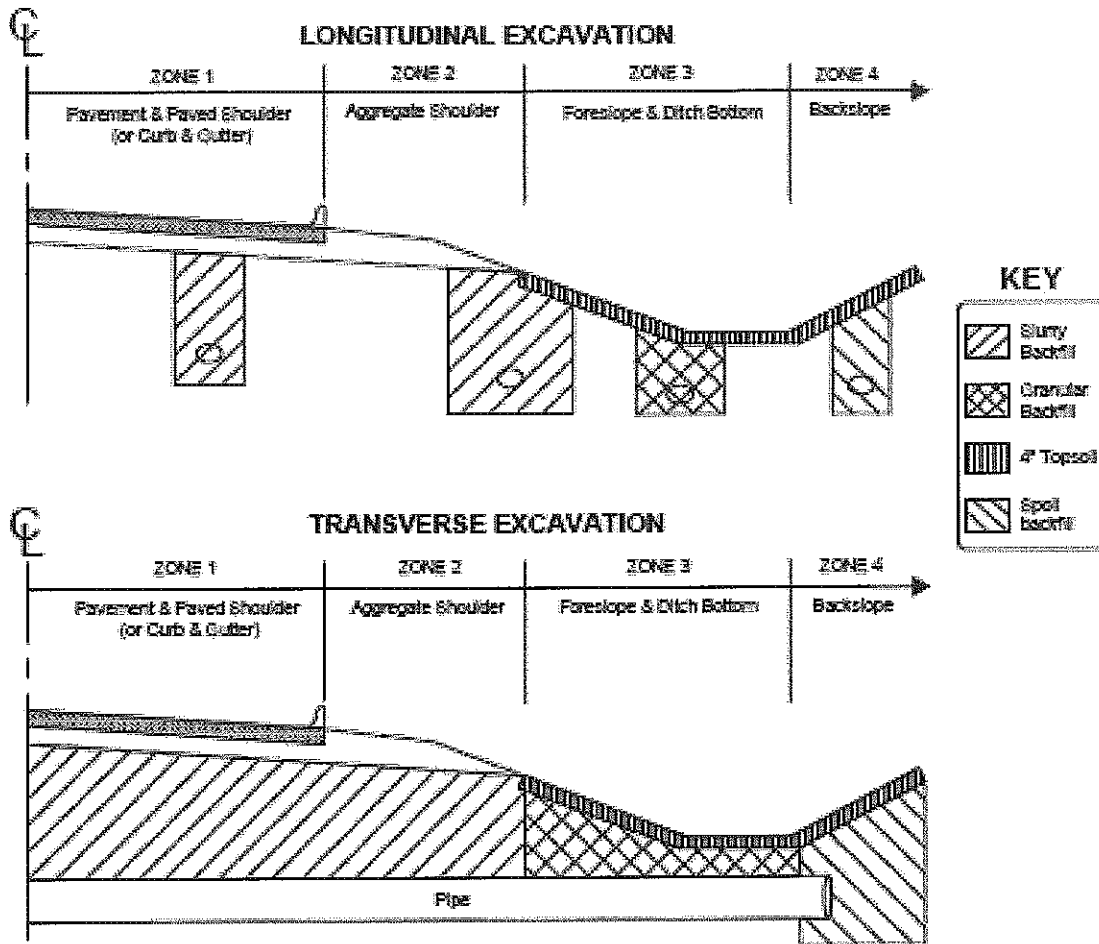 ℄
LONGITUDINAL EXCAVATION
ZONE 1
ZONE 2
ZONE 3
ZONE 4
Pavement & Paved Shoulder
(or Curb & Gutter)
Aggregate Shoulder
Foreslope & Ditch Bottom
Backslope
KEY
Slurry
Backfill
Granular
Backfill
4" Topsoil
Spoil
backfill
℄
TRANSVERSE EXCAVATION
ZONE 1
ZONE 2
ZONE 3
ZONE 4
Pavement & Paved Shoulder
(or Curb & Gutter)
Aggregate Shoulder
Foreslope & Ditch Bottom
Backslope
Pipe